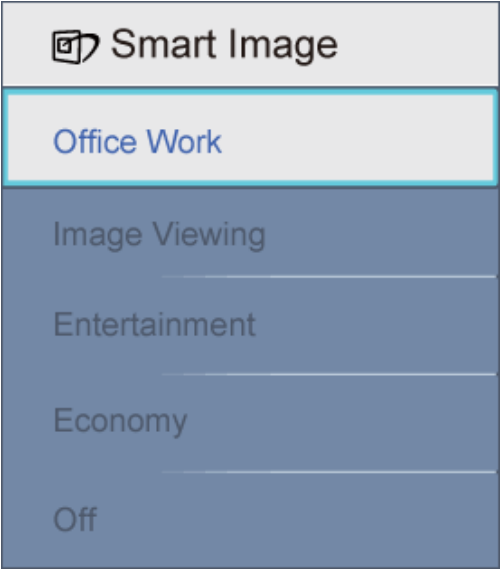 Smart Image
Office Work
Image Viewing
Entertainment
Economy
Off